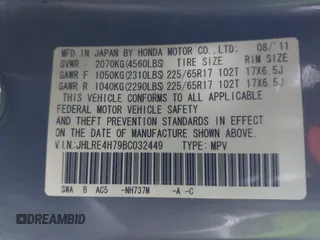 MFD. IN JAPAN BY HONDA MOTOR CO., LTD. 08/11
TIRE SIZE RIM SIZE
GVWR 2070KG(4560LBS)
GAWR F 1050KG(2310LBS) 225/65R17 102T 17X6.5J
GAWR R 1040KG(2290LBS) 225/65R17 102T 17X6.5J
THIS VEHICLE CONFORMS TO ALL APPLICABLE
FEDERAL MOTOR VEHICLE SAFETY, BUMPER, AND
THEFT PREVENTION STANDARDS IN EFFECT ON THE
DATE OF MANUFACTURE SHOWN ABOVE.
V.I.N.:JHLRE4H79BC032449 TYPE: MPV
SWA B AC5 -NH737M -A -C
DREAMBID